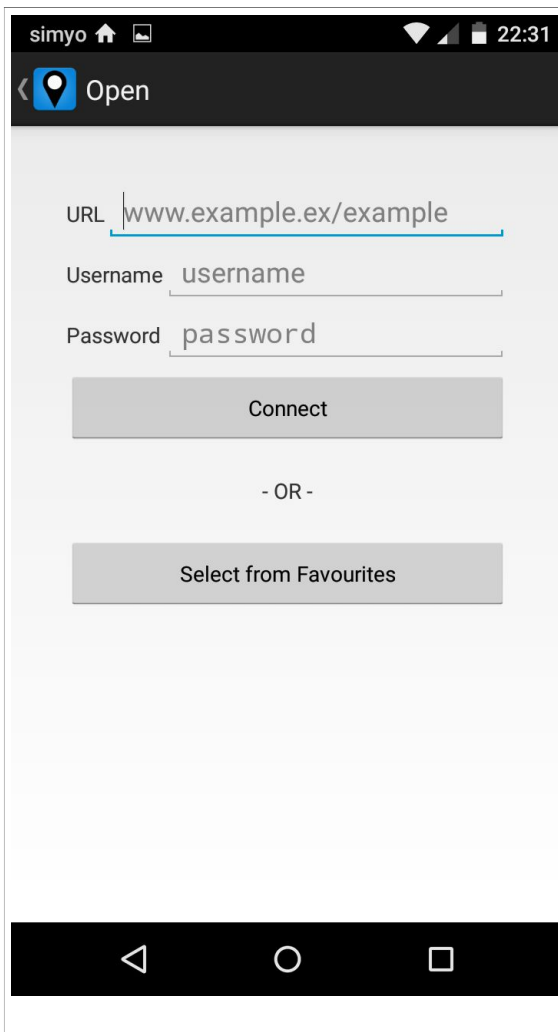 simyo 22:31
Open
URL www.example.ex/example
Username username
Password password
Connect
- OR -
Select from Favourites